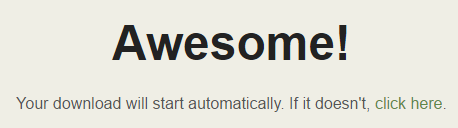 Awesome!
Your download will start automatically. If it doesn't, click here.